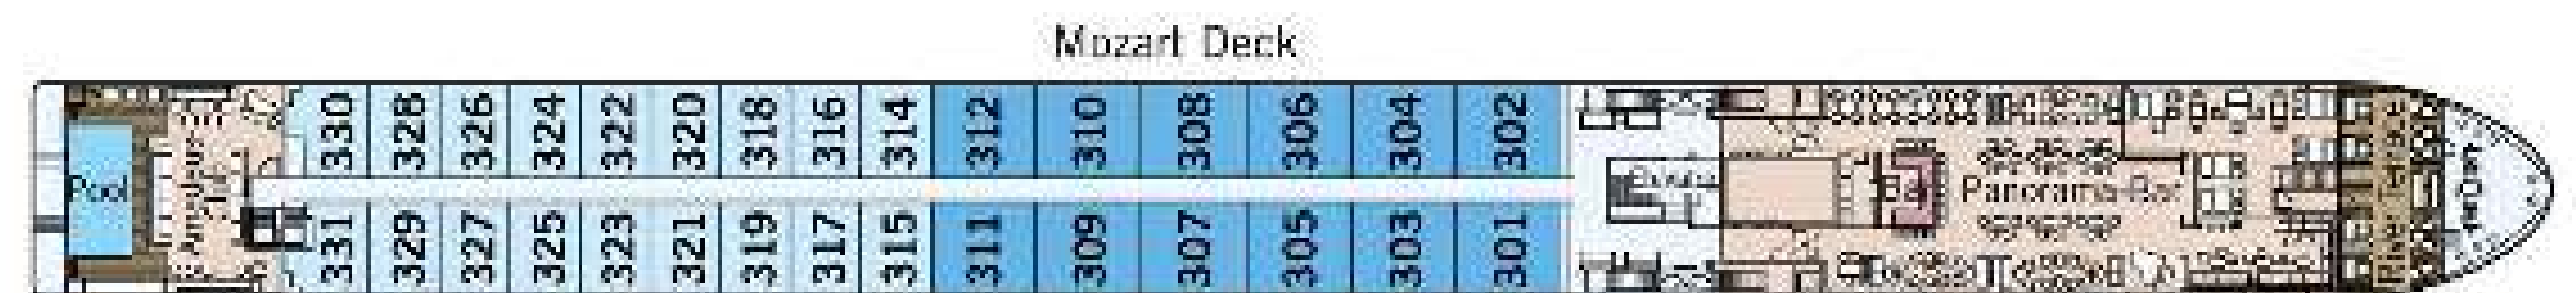 Mozart Deck
330 328 326 324 322 320 318 316 314 312 310 308 306 304 302
Pool
Bar Panorama-Bar
331 329 327 325 323 321 319 317 315 311 309 307 305 303 301